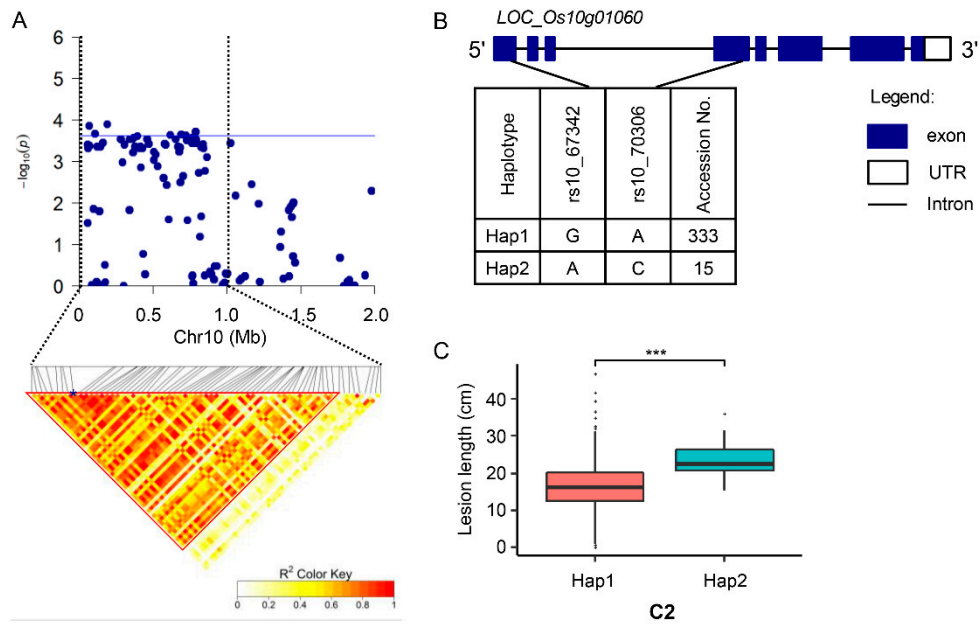 A
6
5
4
3
2
1
0
−log₁₀(p)
0 0.5 1.0 1.5 2.0
Chr10 (Mb)
*
R² Color Key
0 0.2 0.4 0.6 0.8 1
B
LOC_Os10g01060
5' 3'
Haplotype rs10_67342 rs10_70306 Accession No.
Hap1 G A 333
Hap2 A C 15
Legend:
exon
UTR
Intron
C
***
Lesion length (cm)
40
30
20
10
0
Hap1 Hap2
C2